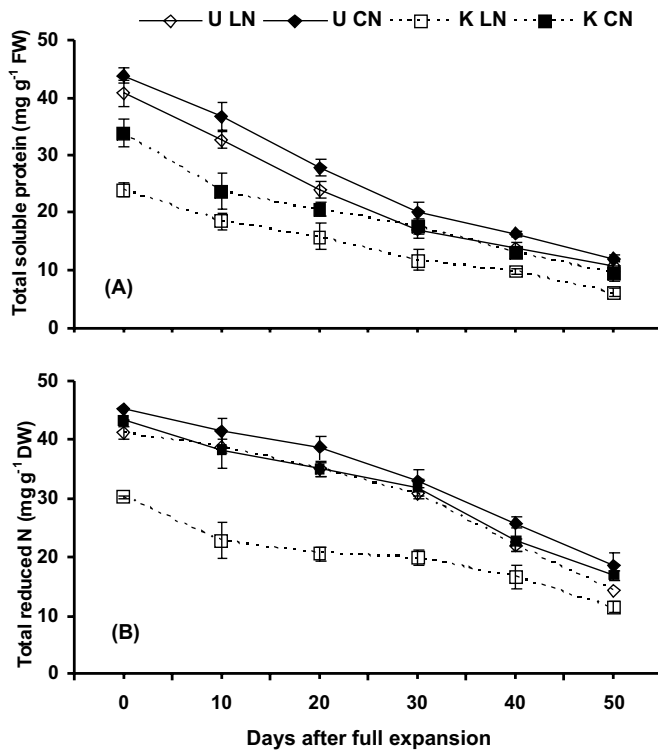 U LN U CN K LN K CN
50
40
30
20
10
0
Total soluble protein (mg g-1 FW)
(A)
50
40
30
20
10
0
Total reduced N (mg g-1 DW)
(B)
0 10 20 30 40 50
Days after full expansion